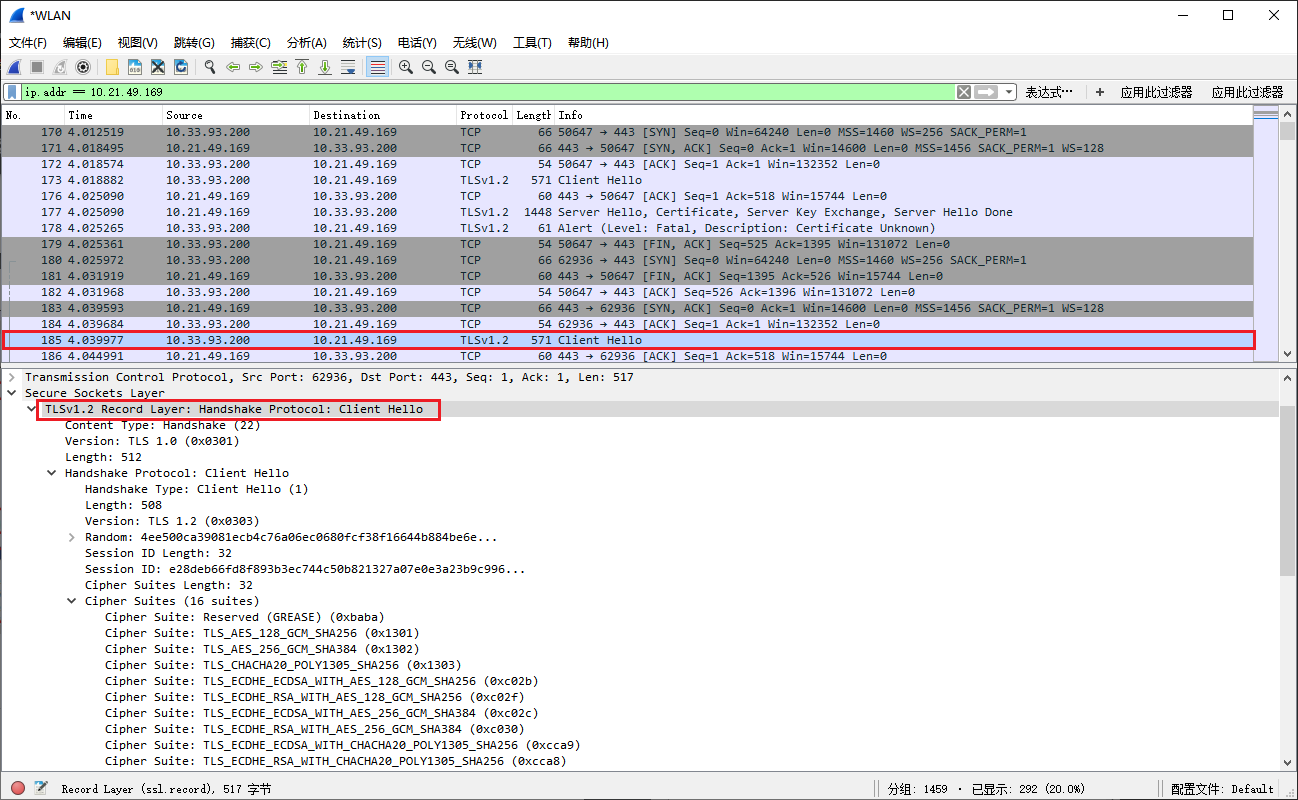 *WLAN
文件(F) 编辑(E) 视图(V) 跳转(G) 捕获(C) 分析(A) 统计(S) 电话(Y) 无线(W) 工具(T) 帮助(H)
ip.addr == 10.21.49.169 表达式… + 应用此过滤器 应用此过滤器
No. Time Source Destination Protocol Length Info
170 4.012519 10.33.93.200 10.21.49.169 TCP 66 50647 → 443 [SYN] Seq=0 Win=64240 Len=0 MSS=1460 WS=256 SACK_PERM=1
171 4.018495 10.21.49.169 10.33.93.200 TCP 66 443 → 50647 [SYN, ACK] Seq=0 Ack=1 Win=14600 Len=0 MSS=1456 SACK_PERM=1 WS=128
172 4.018574 10.33.93.200 10.21.49.169 TCP 54 50647 → 443 [ACK] Seq=1 Ack=1 Win=132352 Len=0
173 4.018882 10.33.93.200 10.21.49.169 TLSv1.2 571 Client Hello
176 4.025090 10.21.49.169 10.33.93.200 TCP 60 443 → 50647 [ACK] Seq=1 Ack=518 Win=15744 Len=0
177 4.025090 10.21.49.169 10.33.93.200 TLSv1.2 1448 Server Hello, Certificate, Server Key Exchange, Server Hello Done
178 4.025265 10.33.93.200 10.21.49.169 TLSv1.2 61 Alert (Level: Fatal, Description: Certificate Unknown)
179 4.025361 10.33.93.200 10.21.49.169 TCP 54 50647 → 443 [FIN, ACK] Seq=525 Ack=1395 Win=131072 Len=0
180 4.025972 10.33.93.200 10.21.49.169 TCP 66 62936 → 443 [SYN] Seq=0 Win=64240 Len=0 MSS=1460 WS=256 SACK_PERM=1
181 4.031919 10.21.49.169 10.33.93.200 TCP 60 443 → 50647 [FIN, ACK] Seq=1395 Ack=526 Win=15744 Len=0
182 4.031968 10.33.93.200 10.21.49.169 TCP 54 50647 → 443 [ACK] Seq=526 Ack=1396 Win=131072 Len=0
183 4.039593 10.21.49.169 10.33.93.200 TCP 66 443 → 62936 [SYN, ACK] Seq=0 Ack=1 Win=14600 Len=0 MSS=1456 SACK_PERM=1 WS=128
184 4.039684 10.33.93.200 10.21.49.169 TCP 54 62936 → 443 [ACK] Seq=1 Ack=1 Win=132352 Len=0
185 4.039977 10.33.93.200 10.21.49.169 TLSv1.2 571 Client Hello
186 4.044991 10.21.49.169 10.33.93.200 TCP 60 443 → 62936 [ACK] Seq=1 Ack=518 Win=15744 Len=0
Transmission Control Protocol, Src Port: 62936, Dst Port: 443, Seq: 1, Ack: 1, Len: 517
Secure Sockets Layer
TLSv1.2 Record Layer: Handshake Protocol: Client Hello
Content Type: Handshake (22)
Version: TLS 1.0 (0x0301)
Length: 512
Handshake Protocol: Client Hello
Handshake Type: Client Hello (1)
Length: 508
Version: TLS 1.2 (0x0303)
Random: 4ee500ca39081ecb4c76a06ec0680fcf38f16644b884be6e...
Session ID Length: 32
Session ID: e28deb66fd8f893b3ec744c50b821327a07e0e3a23b9c996...
Cipher Suites Length: 32
Cipher Suites (16 suites)
Cipher Suite: Reserved (GREASE) (0xbaba)
Cipher Suite: TLS_AES_128_GCM_SHA256 (0x1301)
Cipher Suite: TLS_AES_256_GCM_SHA384 (0x1302)
Cipher Suite: TLS_CHACHA20_POLY1305_SHA256 (0x1303)
Cipher Suite: TLS_ECDHE_ECDSA_WITH_AES_128_GCM_SHA256 (0xc02b)
Cipher Suite: TLS_ECDHE_RSA_WITH_AES_128_GCM_SHA256 (0xc02f)
Cipher Suite: TLS_ECDHE_ECDSA_WITH_AES_256_GCM_SHA384 (0xc02c)
Cipher Suite: TLS_ECDHE_RSA_WITH_AES_256_GCM_SHA384 (0xc030)
Cipher Suite: TLS_ECDHE_ECDSA_WITH_CHACHA20_POLY1305_SHA256 (0xcca9)
Cipher Suite: TLS_ECDHE_RSA_WITH_CHACHA20_POLY1305_SHA256 (0xcca8)
Record Layer (ssl.record), 517 字节 分组: 1459 · 已显示: 292 (20.0%) 配置文件: Default